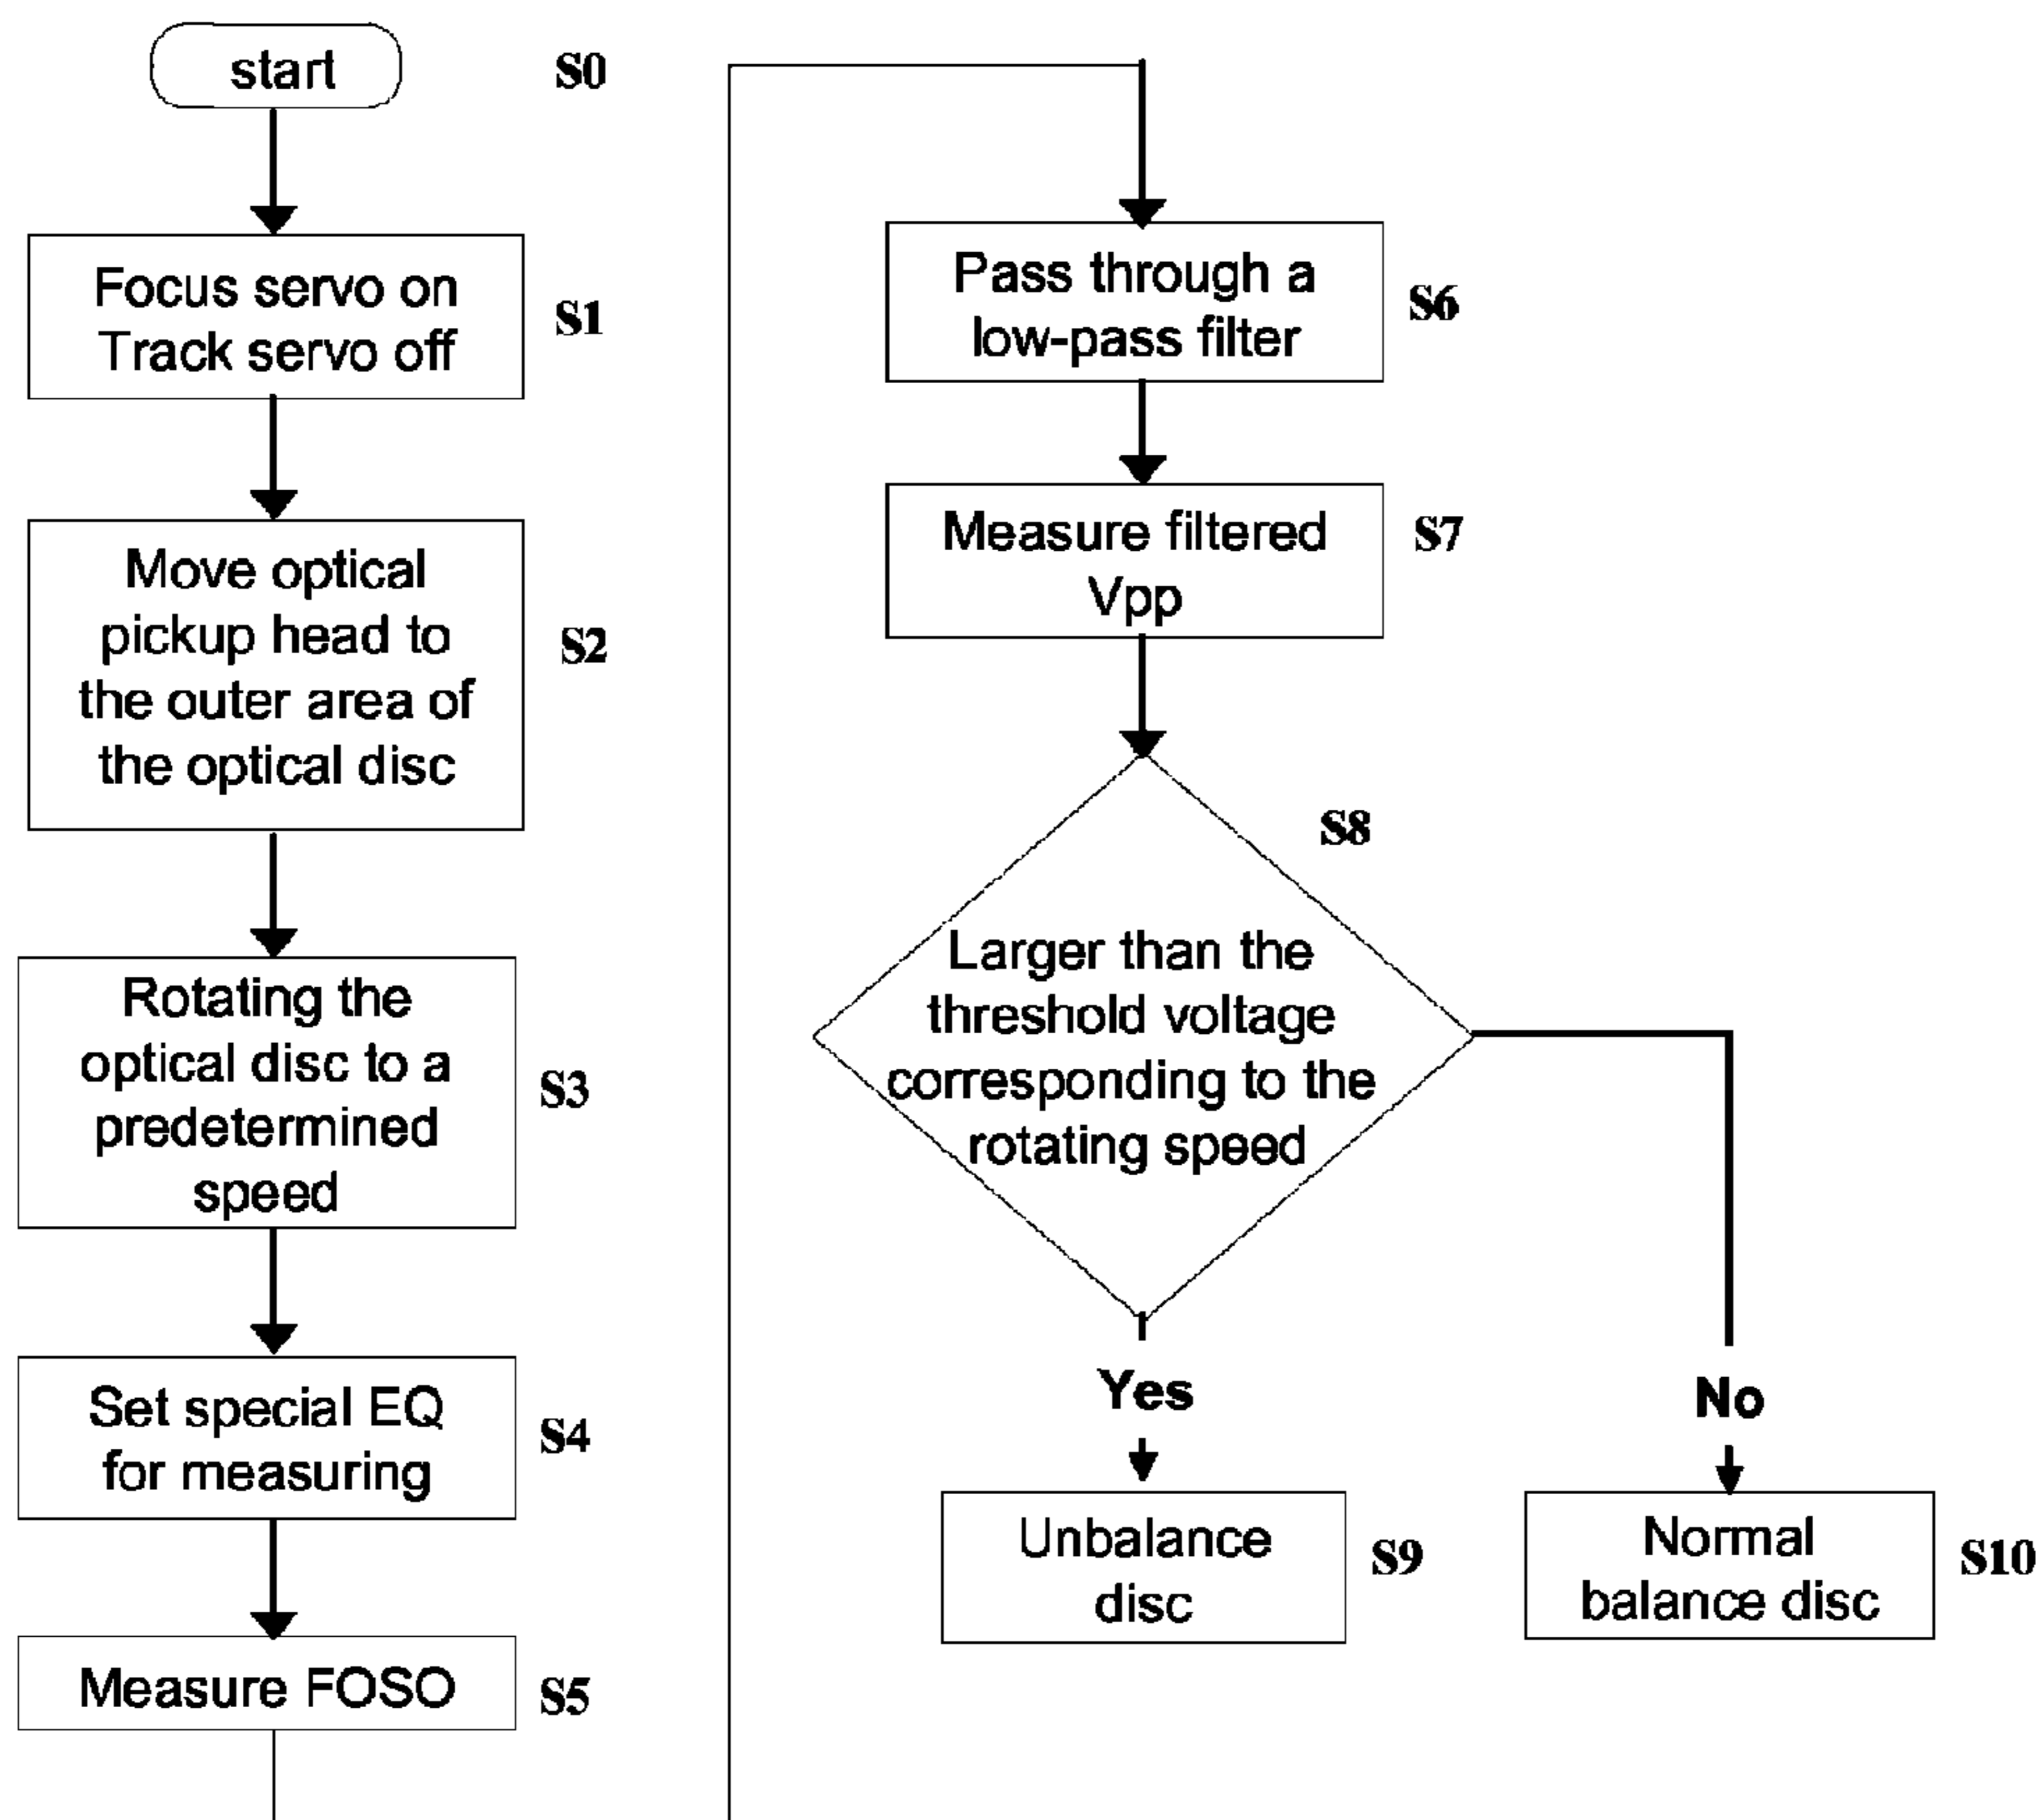 start
S0
Focus servo on
Track servo off
S1
Move optical
pickup head to
the outer area of
the optical disc
S2
Rotating the
optical disc to a
predetermined
speed
S3
Set special EQ
for measuring
S4
Measure FOSO
S5
Pass through a
low-pass filter
S6
Measure filtered
Vpp
S7
S8
Larger than the
threshold voltage
corresponding to the
rotating speed
Yes
No
Unbalance
disc
S9
Normal
balance disc
S10